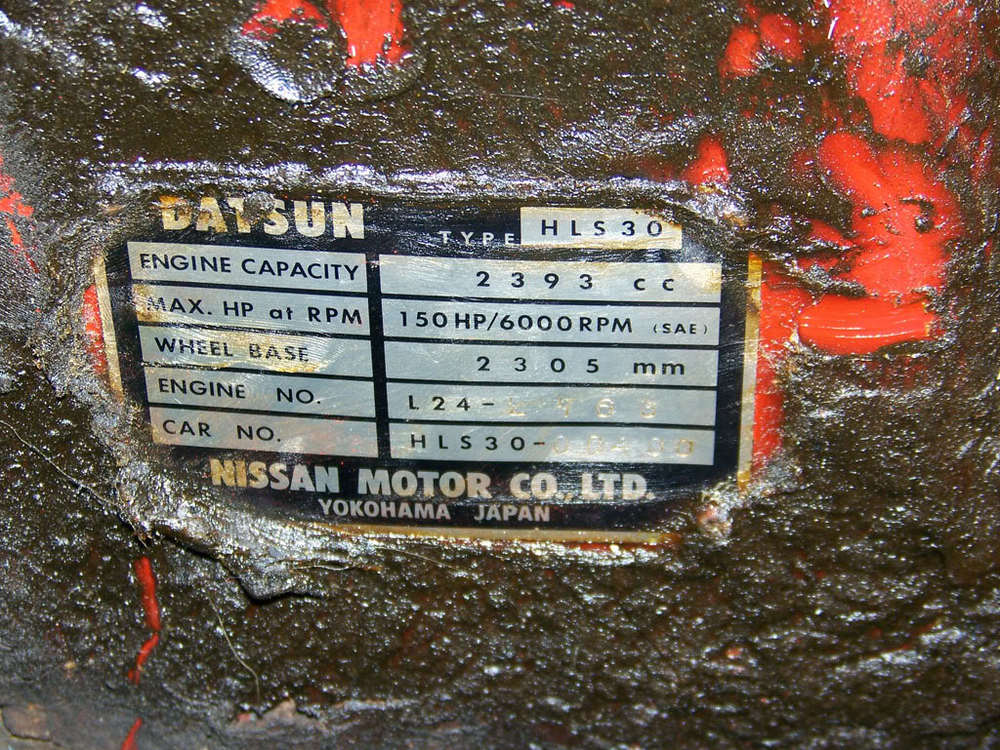 DATSUN
TYPE HLS30
ENGINE CAPACITY 2393 cc
MAX. HP at RPM 150HP/6000RPM (SAE)
WHEEL BASE 2305 mm
ENGINE NO. L24-
CAR NO. HLS30-
NISSAN MOTOR CO., LTD.
YOKOHAMA JAPAN